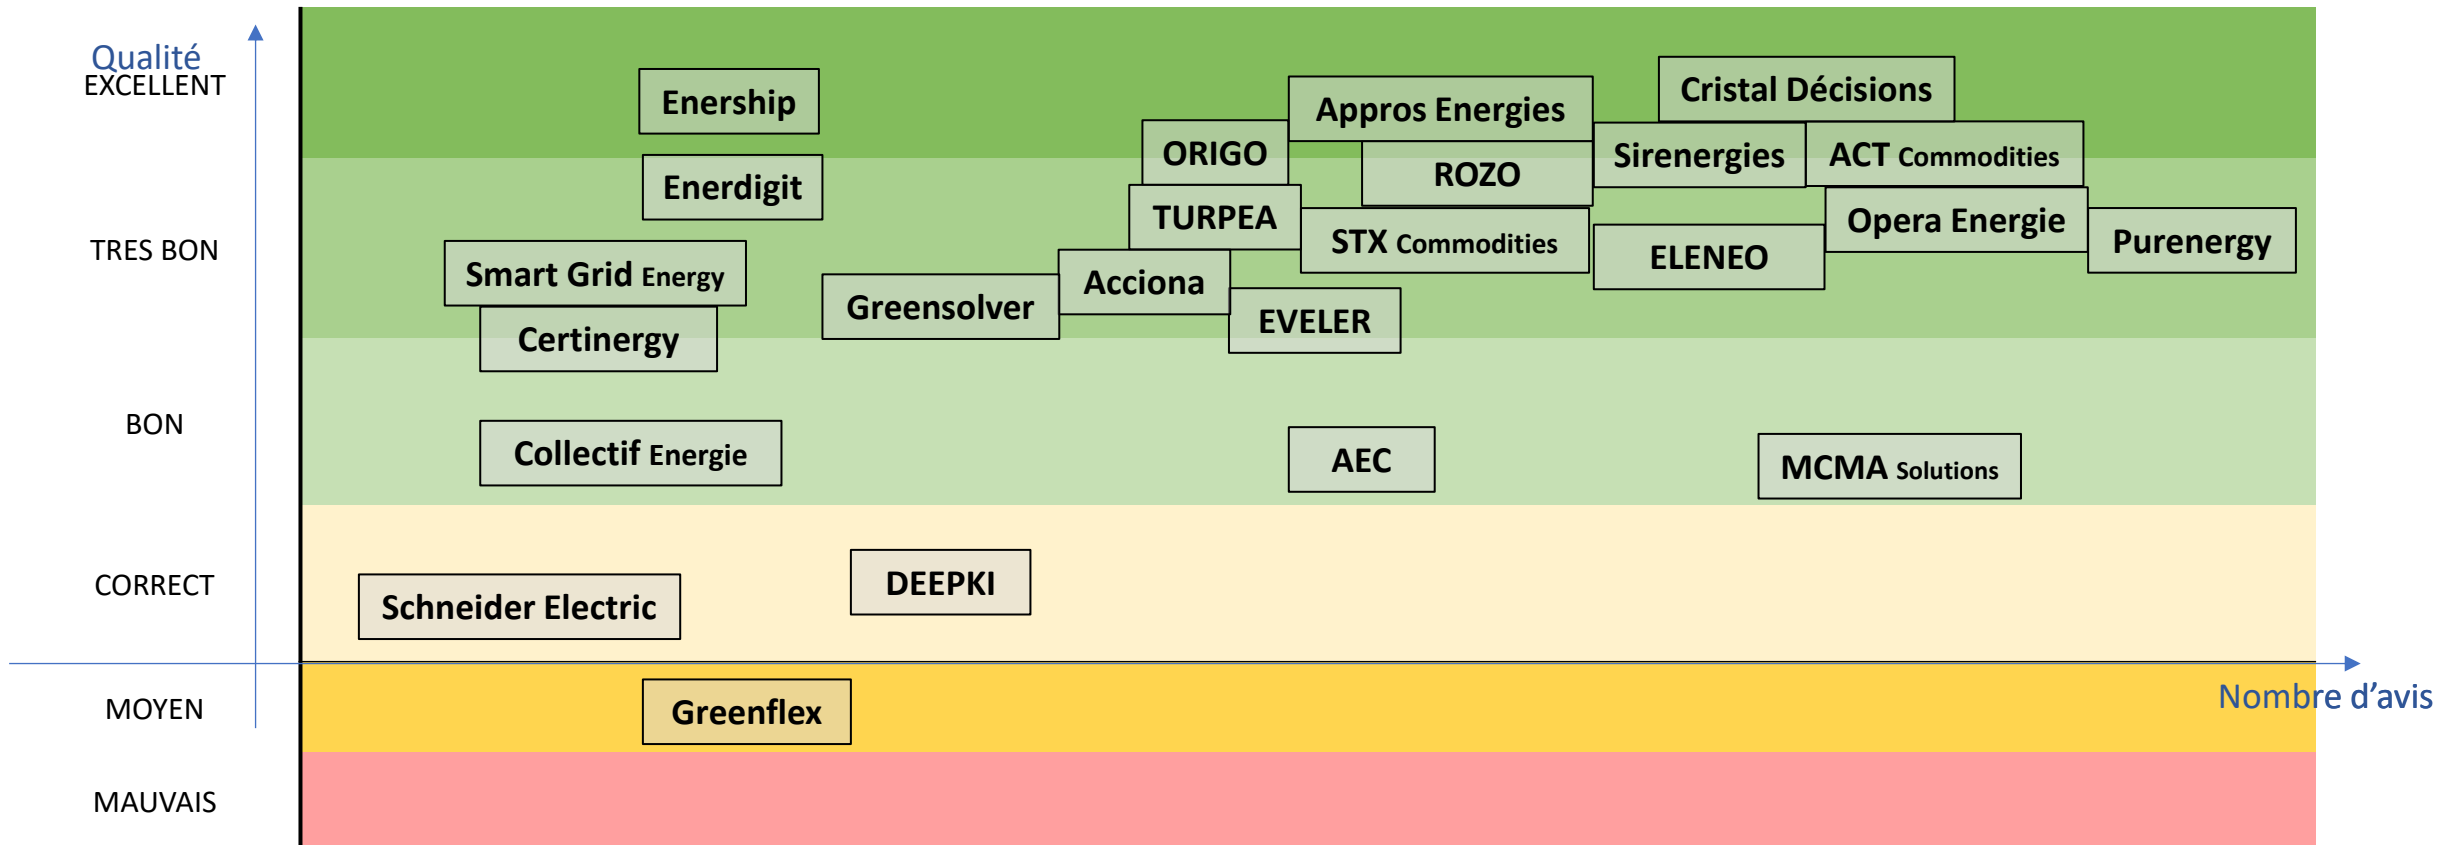 Qualité
EXCELLENT
Enership
Appros Energies
Cristal Décisions
ORIGO
ROZO
Sirenergies
ACT Commodities
Enerdigit
TURPEA
STX Commodities
Opera Energie
Purenergy
TRES BON
ELENEO
Smart Grid Energy
Acciona
Greensolver
EVELER
Certinergy
BON
Collectif Energie
AEC
MCMA Solutions
CORRECT
DEEPKI
Schneider Electric
MOYEN
Greenflex
Nombre d'avis
MAUVAIS